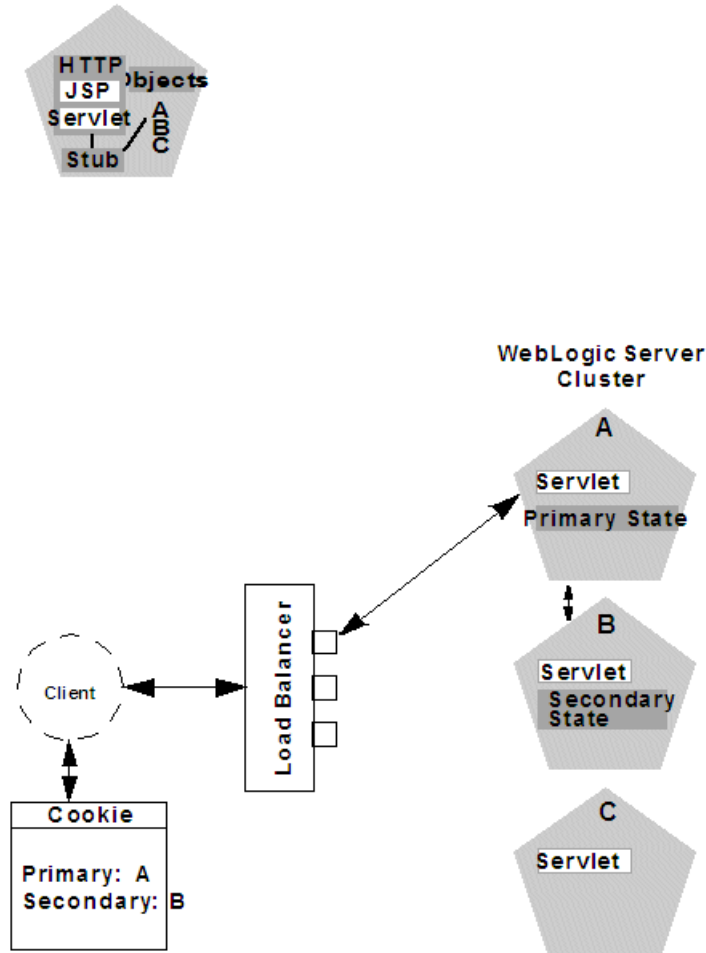 HTTP
Objects
JSP
Servlet
A
B
C
Stub
WebLogic Server
Cluster
A
Servlet
Primary State
B
Servlet
Secondary
State
C
Servlet
Load Balancer
Client
Cookie
Primary: A
Secondary: B